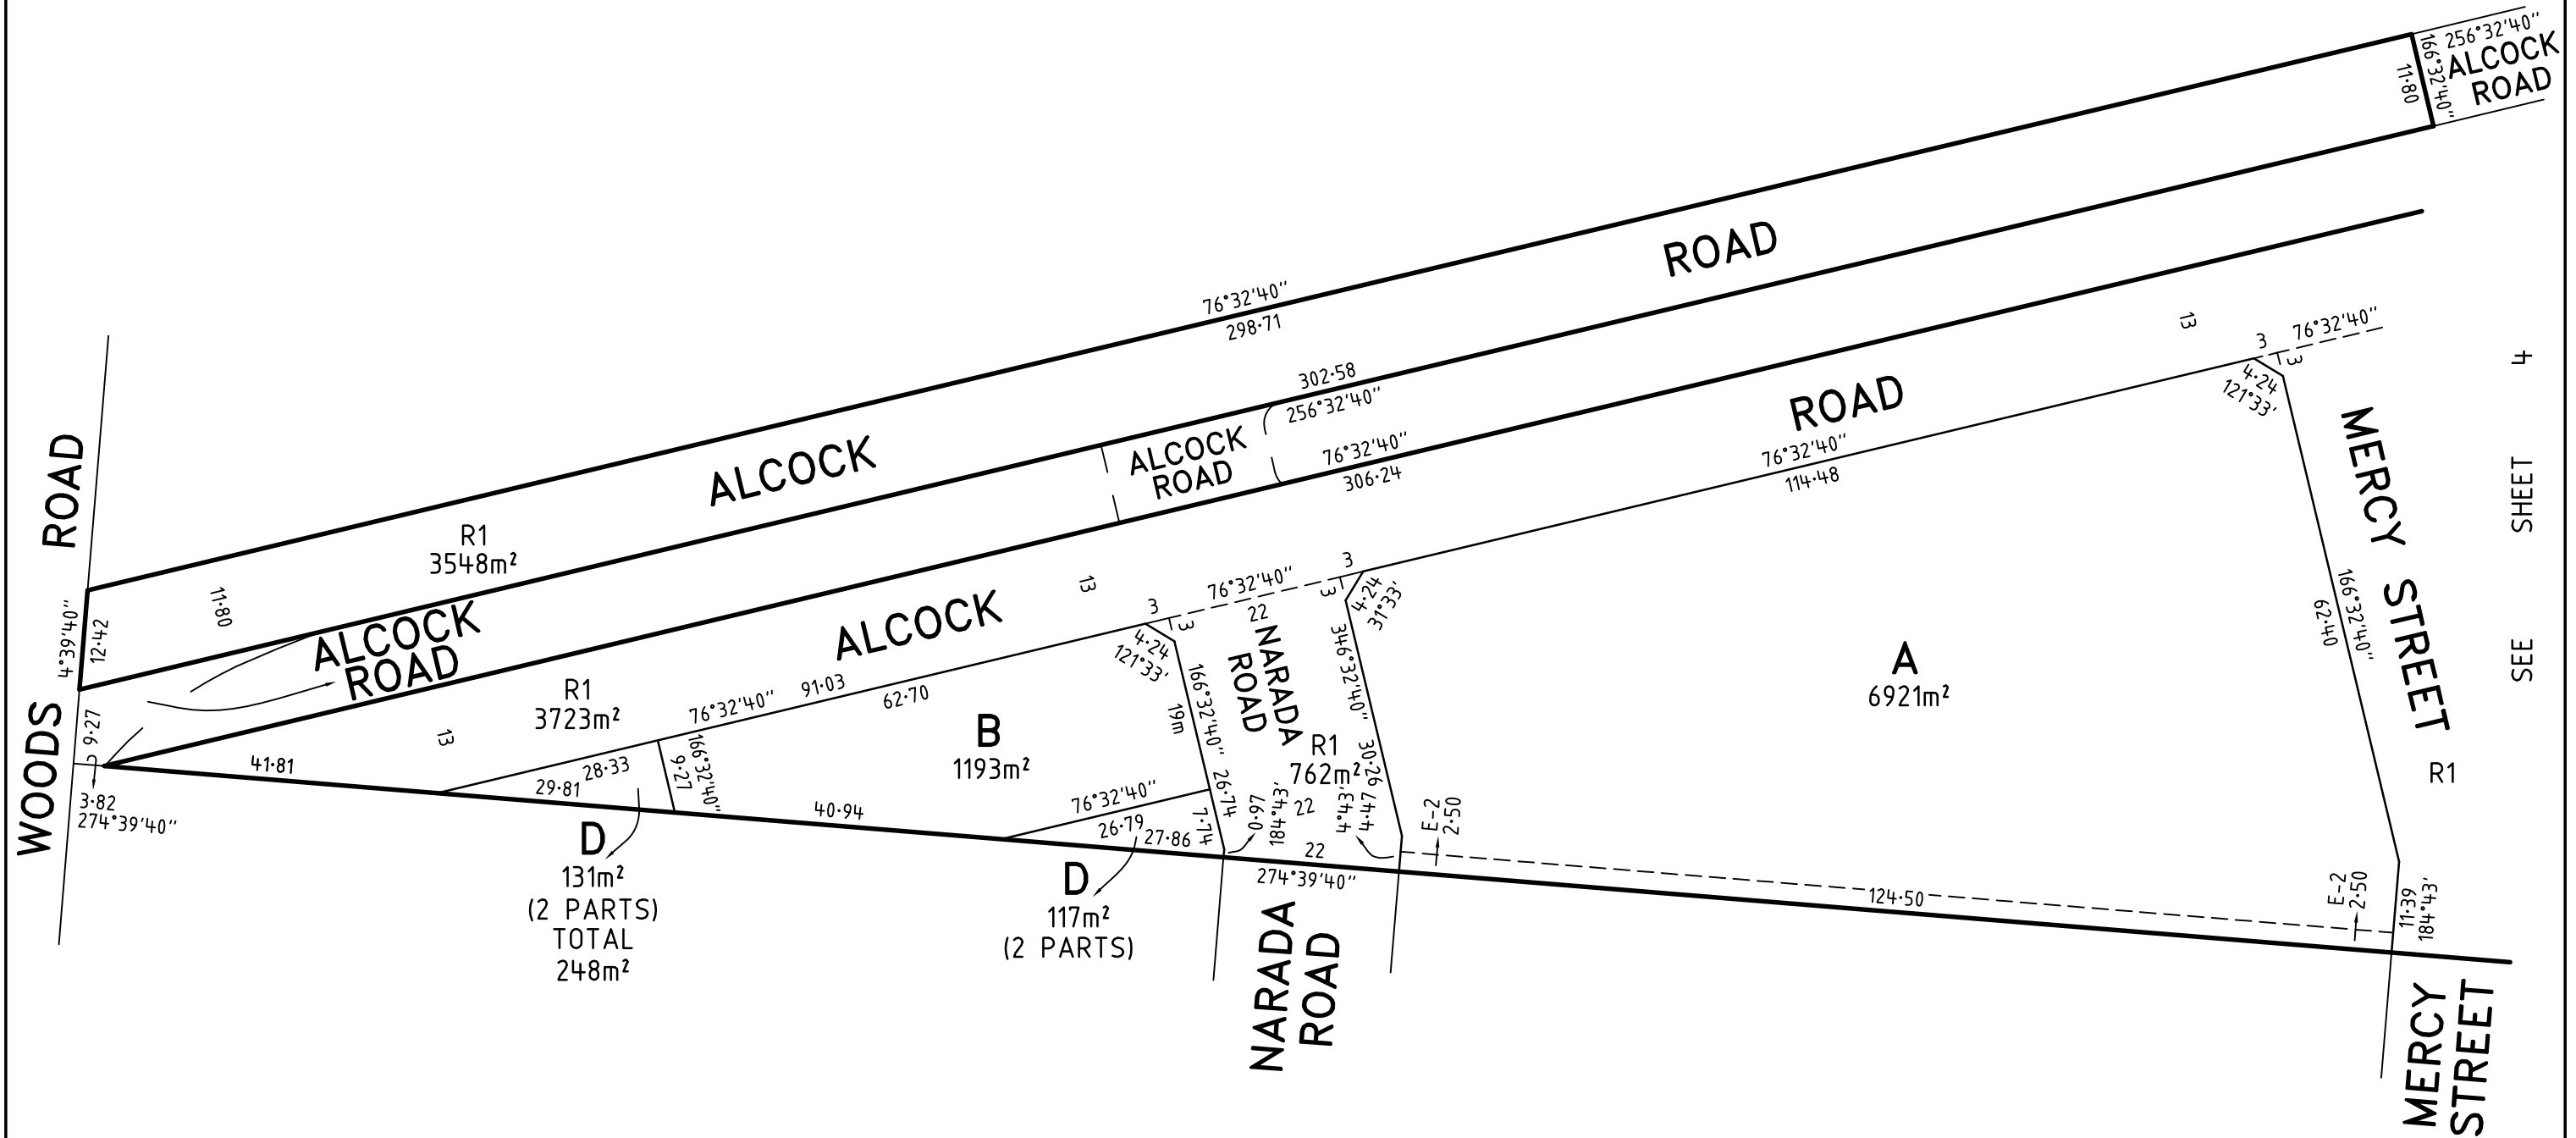 256°32'40"
ALCOCK
ROAD
166°32'40"
11·80
ROAD
76°32'40"
298·71
302·58
256°32'40"
ALCOCK
ROAD
76°32'40"
306·24
ALCOCK
R1
3548m²
11·80
WOODS ROAD
4°39'40"
12·42
9·27
3·82
274°39'40"
ALCOCK
ROAD
ALCOCK
ROAD
13
13
13
R1
3723m²
41·81
76°32'40"
91·03
62·70
28·33
29·81
166°32'40"
9·27
B
1193m²
40·94
D
131m²
(2 PARTS)
TOTAL
248m²
3
3
4·24
121°33'
19m
166°32'40"
26·74
7·74
76°32'40"
26·79
27·86
D
117m²
(2 PARTS)
76°32'40"
22
NARADA
ROAD
R1
762m²
0·97
184°43'
22
4°43'
4·47
22
274°39'40"
NARADA
ROAD
3
3
4·24
31°33'
346°32'40"
30·26
76°32'40"
114·48
A
6921m²
E-2
2·50
124·50
E-2
2·50
3
3
76°32'40"
4·24
121°33'
166°32'40"
62·40
11·39
184°43'
MERCY STREET
R1
SEE SHEET 4
MERCY
STREET